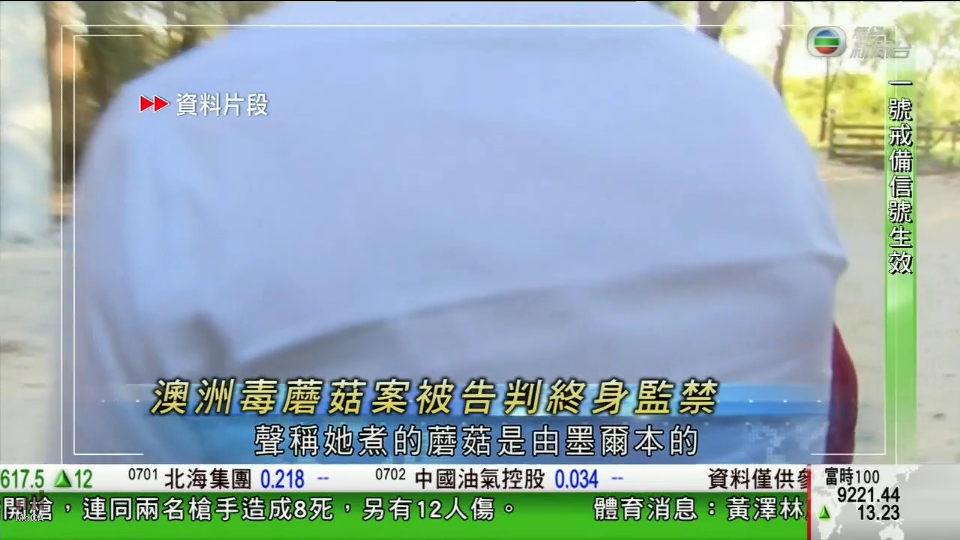 資料片段
無綫新聞台
一號戒備信號生效
澳洲毒蘑菇案被告判終身監禁
聲稱她煮的蘑菇是由墨爾本的
617.5 ▲12 0701 北海集團 0.218 -- 0702 中國油氣控股 0.034 -- 資料僅供參
富時100
9221.44
▲ 13.23
開槍，連同兩名槍手造成8死，另有12人傷。 體育消息：黃澤林